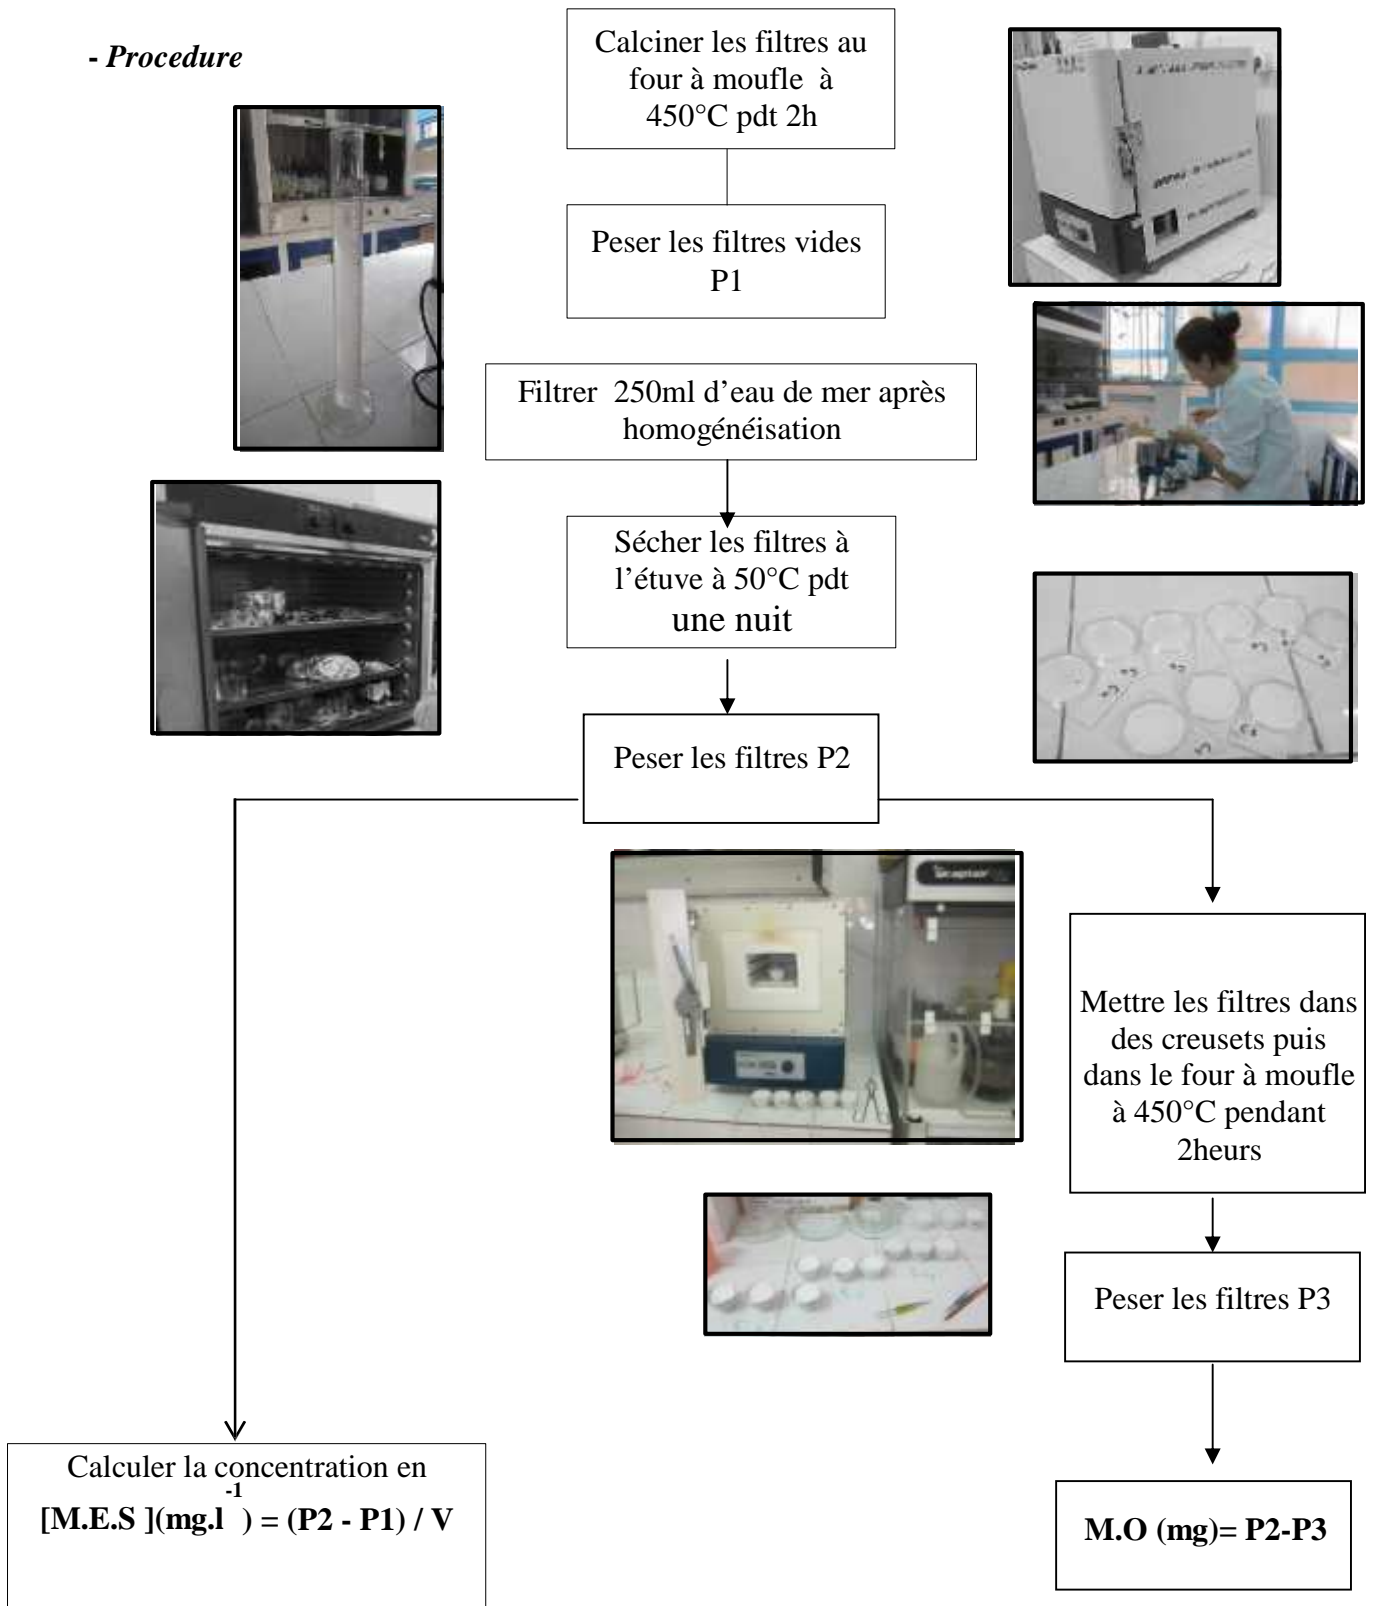 - Procedure
Calciner les filtres au
four à moufle à
450°C pdt 2h
Peser les filtres vides
P1
Filtrer 250ml d’eau de mer après
homogénéisation
Sécher les filtres à
l’étuve à 50°C pdt
une nuit
Peser les filtres P2
Mettre les filtres dans
des creusets puis
dans le four à moufle
à 450°C pendant
2heurs
Peser les filtres P3
Calculer la concentration en
[M.E.S ](mg.l⁻¹) = (P2 - P1) / V
M.O (mg)= P2-P3